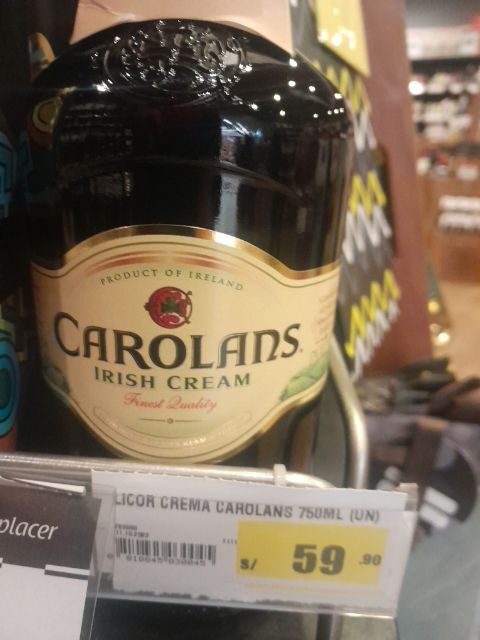 PRODUCT OF IRELAND
CAROLANS
IRISH CREAM
Finest Quality
placer
LICOR CREMA CAROLANS 750ML (UN)
S/ 59 .90